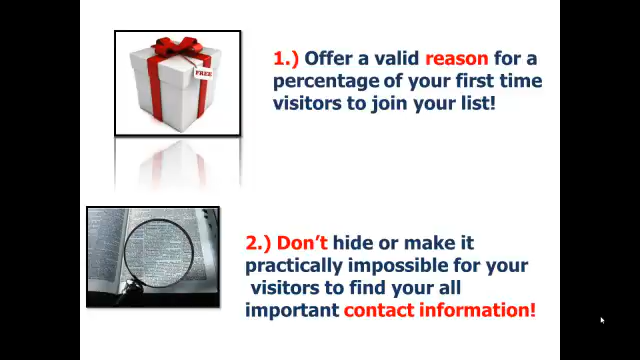 FREE
1.) Offer a valid reason for a
percentage of your first time
visitors to join your list!
2.) Don't hide or make it
practically impossible for your
visitors to find your all
important contact information!